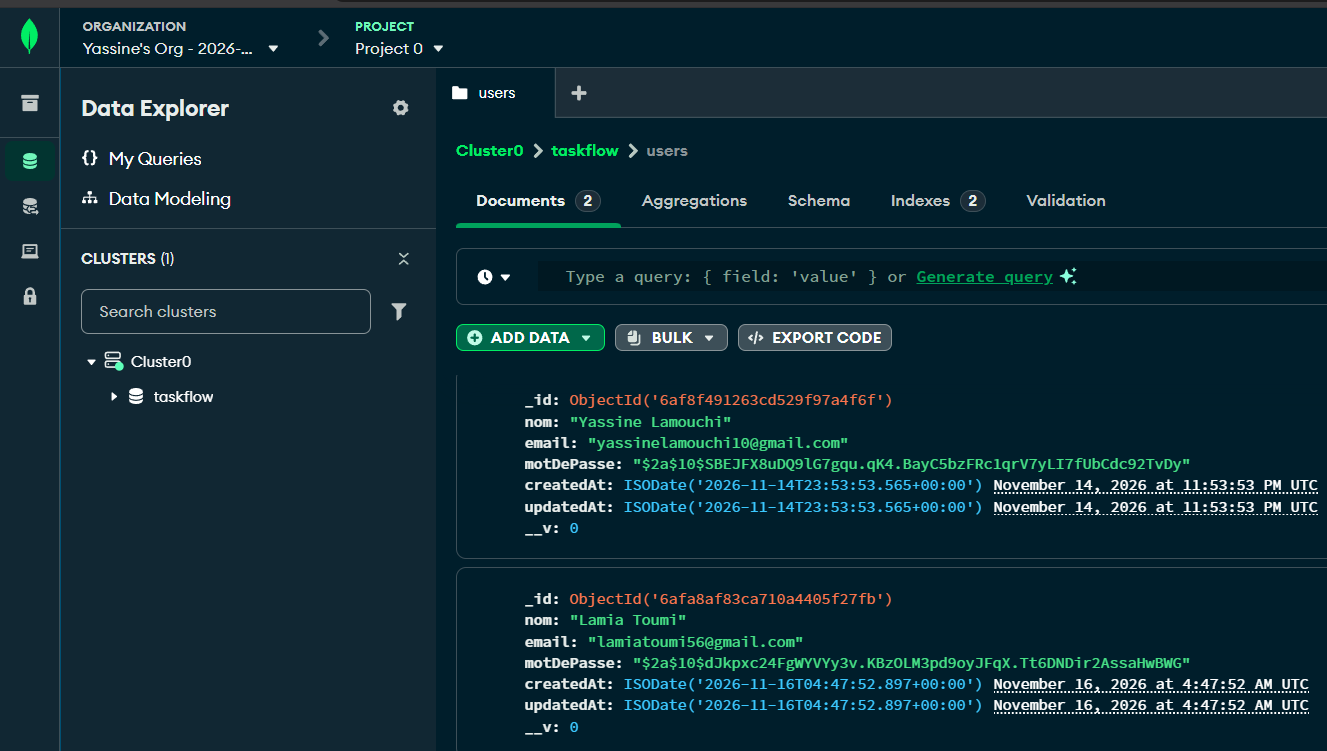 ORGANIZATION
Yassine's Org - 2026-...
PROJECT
Project 0
Data Explorer
My Queries
Data Modeling
CLUSTERS (1)
Search clusters
Cluster0
taskflow
users
Cluster0 > taskflow > users
Documents 2 Aggregations Schema Indexes 2 Validation
Type a query: { field: 'value' } or Generate query
ADD DATA BULK EXPORT CODE
_id: ObjectId('6af8f491263cd529f97a4f6f')
nom: "Yassine Lamouchi"
email: "yassinelamouchi10@gmail.com"
motDePasse: "$2a$10$SBEJFX8uDQ9lG7gqu.qK4.BayC5bzFRc1qrV7yLI7fUbCdc92TvDy"
createdAt: ISODate('2026-11-14T23:53:53.565+00:00') November 14, 2026 at 11:53:53 PM UTC
updatedAt: ISODate('2026-11-14T23:53:53.565+00:00') November 14, 2026 at 11:53:53 PM UTC
__v: 0
_id: ObjectId('6afa8af83ca710a4405f27fb')
nom: "Lamia Toumi"
email: "lamiatoumi56@gmail.com"
motDePasse: "$2a$10$dJkpxc24FgWYVYy3v.KBzOLM3pd9oyJFqX.Tt6DNDir2AssaHwBWG"
createdAt: ISODate('2026-11-16T04:47:52.897+00:00') November 16, 2026 at 4:47:52 AM UTC
updatedAt: ISODate('2026-11-16T04:47:52.897+00:00') November 16, 2026 at 4:47:52 AM UTC
__v: 0